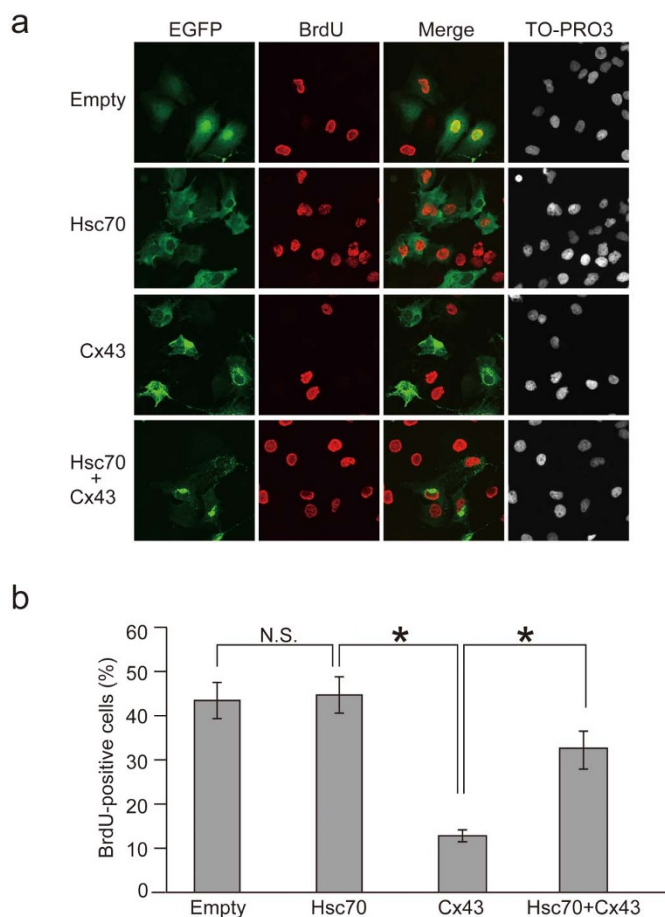 a
EGFP BrdU Merge TO-PRO3
Empty
Hsc70
Cx43
Hsc70
+
Cx43
b
BrdU-positive cells (%)
60
50
40
30
20
10
0
N.S. * *
Empty Hsc70 Cx43 Hsc70+Cx43